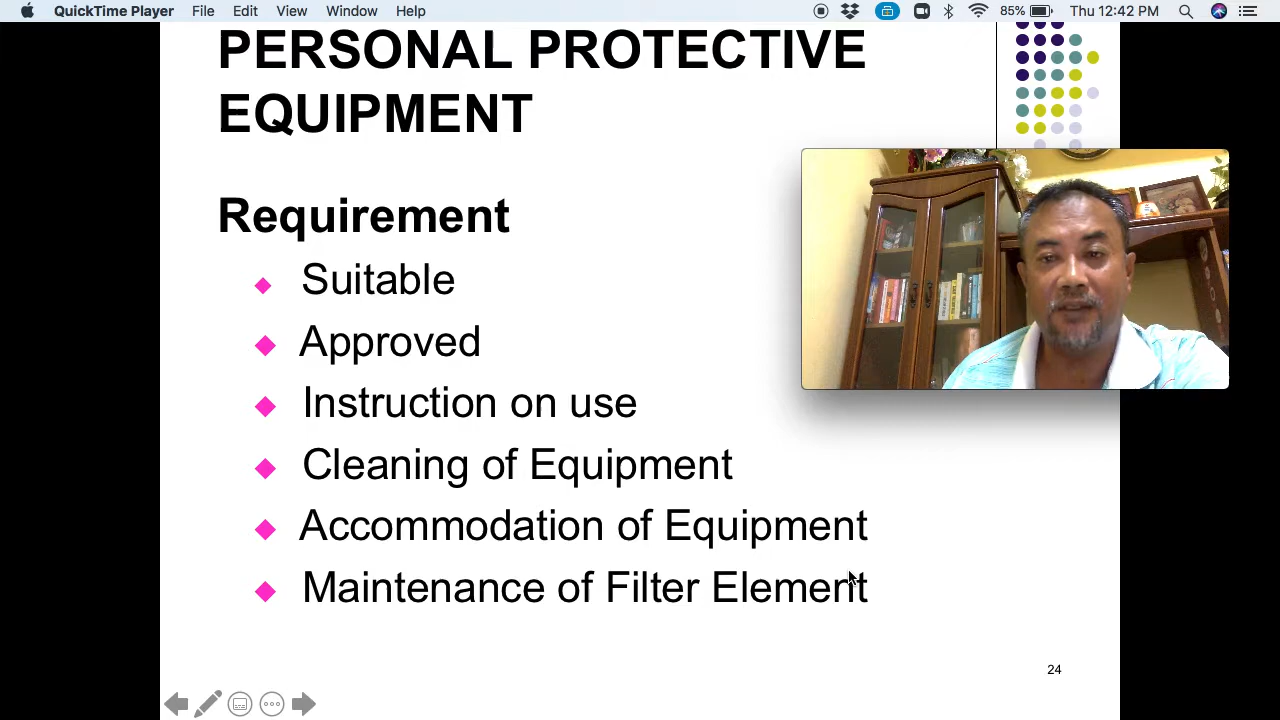 QuickTime Player File Edit View Window Help 85% Thu 12:42 PM
PERSONAL PROTECTIVE
EQUIPMENT
Requirement
Suitable
Approved
Instruction on use
Cleaning of Equipment
Accommodation of Equipment
Maintenance of Filter Element
24